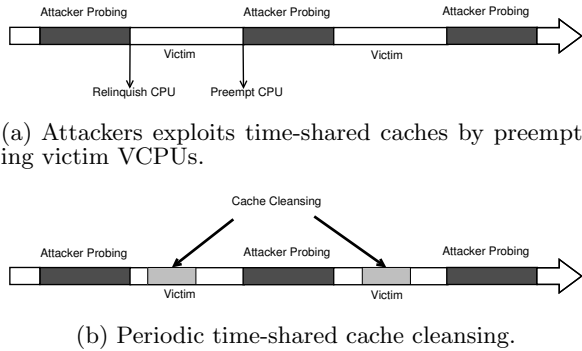 Attacker Probing Attacker Probing Attacker Probing
Victim Victim
Relinquish CPU Preempt CPU
(a) Attackers exploits time-shared caches by preempt
ing victim VCPUs.
Cache Cleansing
Attacker Probing Attacker Probing Attacker Probing
Victim Victim
(b) Periodic time-shared cache cleansing.